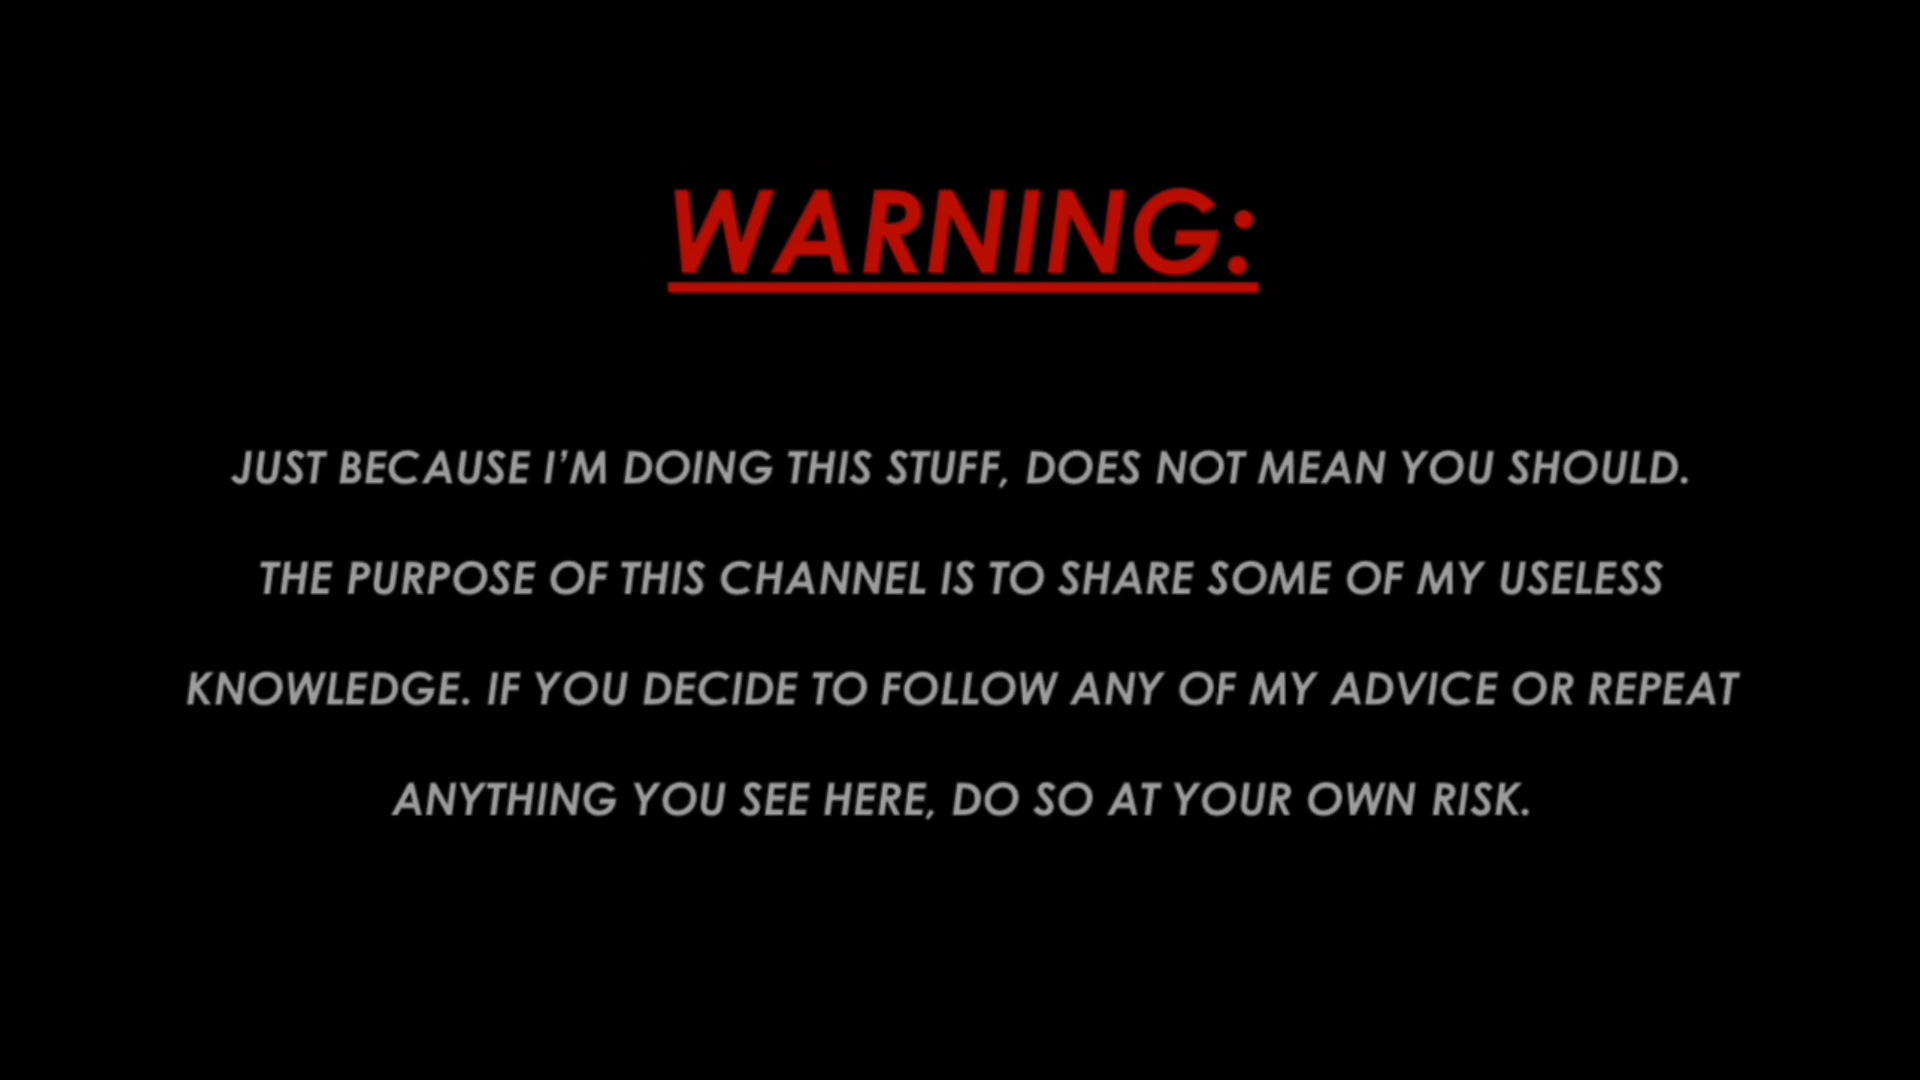 WARNING:
JUST BECAUSE I’M DOING THIS STUFF, DOES NOT MEAN YOU SHOULD.
THE PURPOSE OF THIS CHANNEL IS TO SHARE SOME OF MY USELESS
KNOWLEDGE. IF YOU DECIDE TO FOLLOW ANY OF MY ADVICE OR REPEAT
ANYTHING YOU SEE HERE, DO SO AT YOUR OWN RISK.